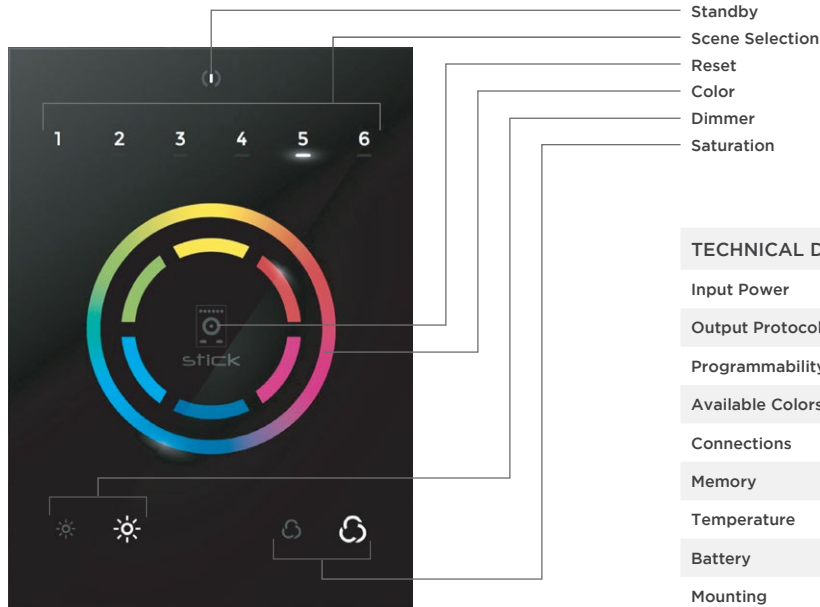 Standby
Scene Selection
Reset
Color
Dimmer
Saturation
1 2 3 4 5 6
stick
TECHNICAL D
Input Power
Output Protocol
Programmability
Available Colors
Connections
Memory
Temperature
Battery
Mounting